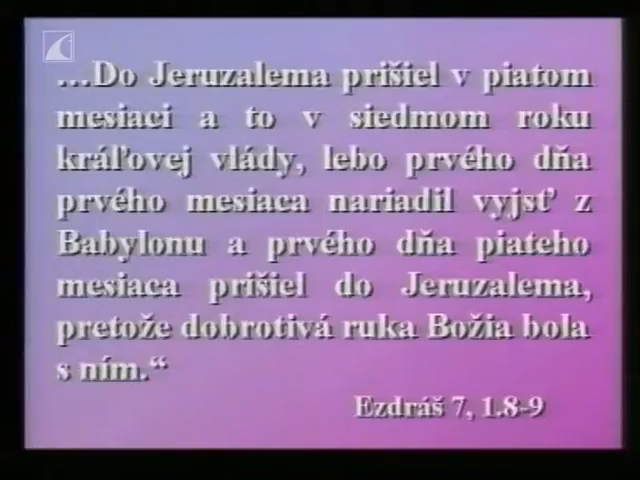 ...Do Jeruzalema prišiel v piatom
mesiaci a to v siedmom roku
kráľovej vlády, lebo prvého dňa
prvého mesiaca nariadil vyjsť z
Babylonu a prvého dňa piateho
mesiaca prišiel do Jeruzalema,
pretože dobrotivá ruka Božia bola
s ním.“
Ezdráš 7, 1.8-9